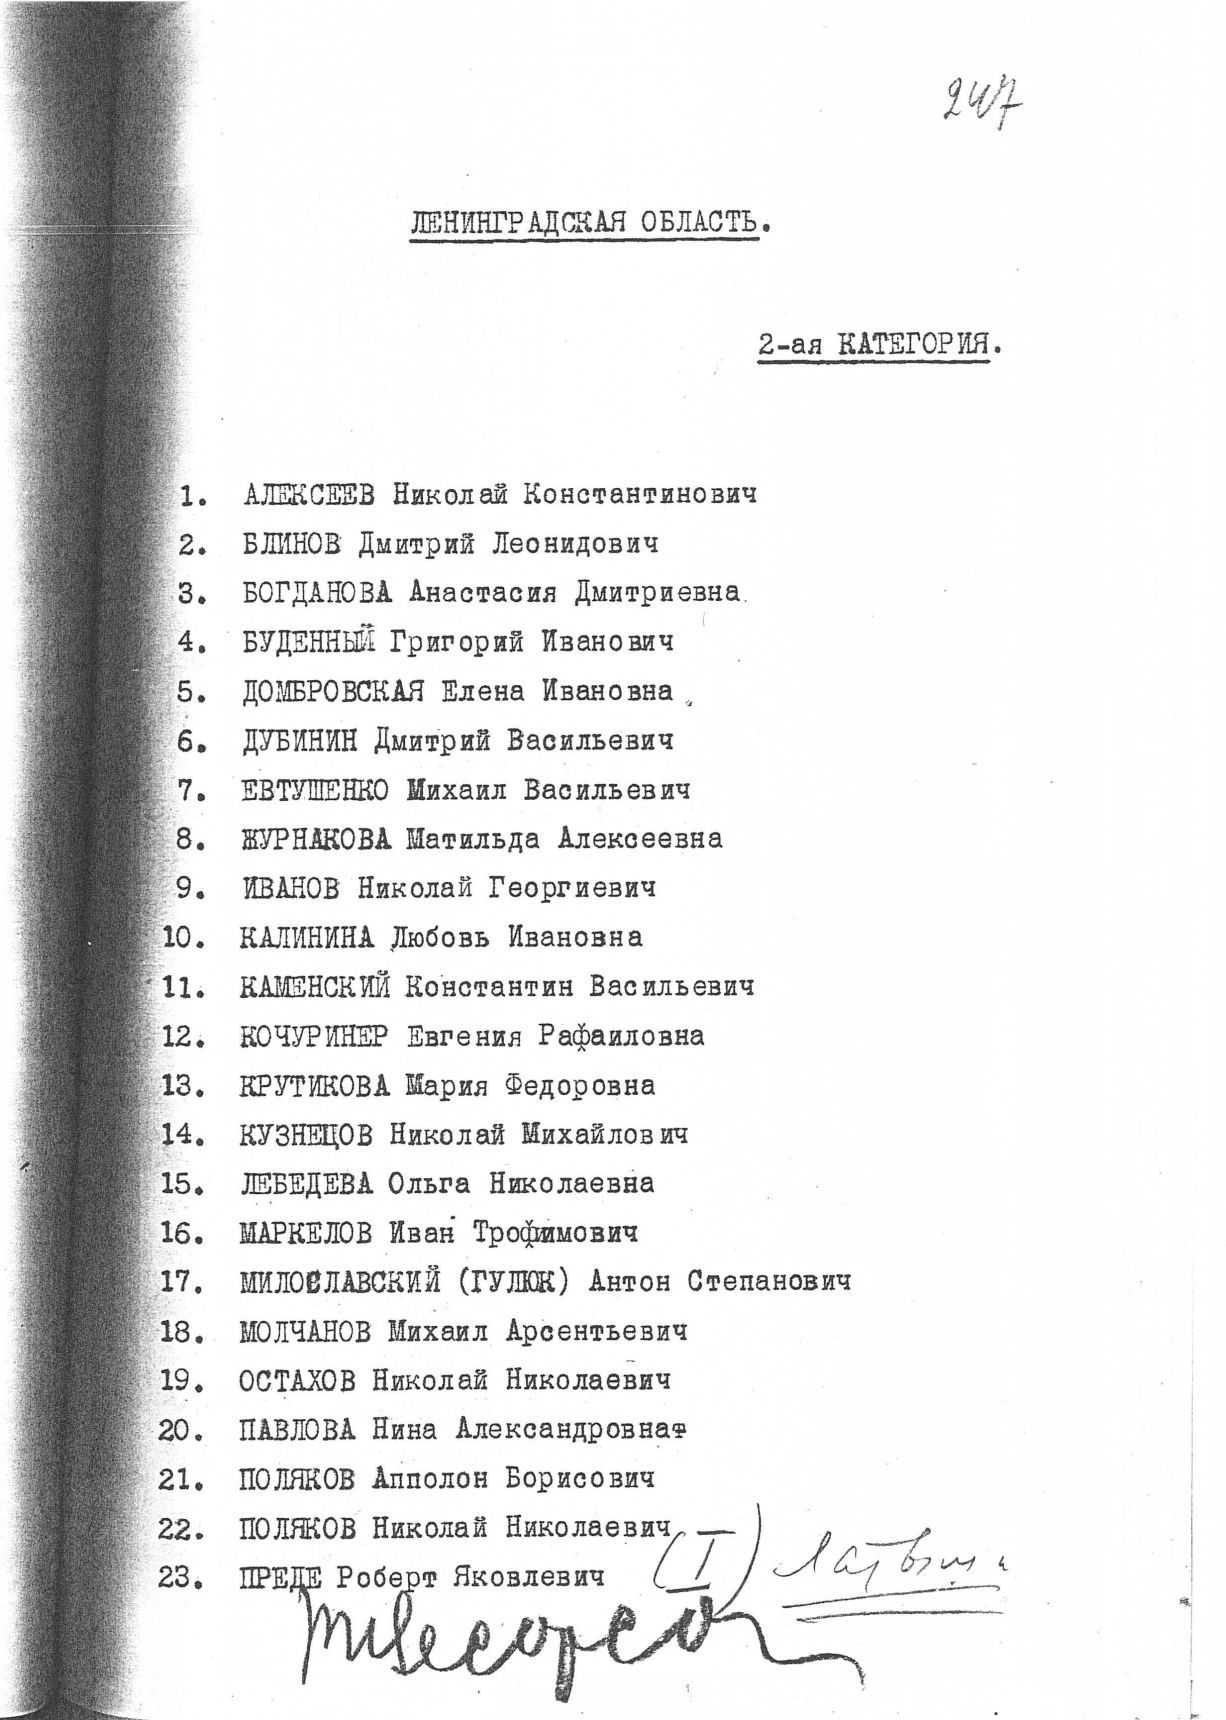 247
ЛЕНИНГРАДСКАЯ ОБЛАСТЬ.
2-ая КАТЕГОРИЯ.
1. АЛЕКСЕЕВ Николай Константинович
2. БЛИНОВ Дмитрий Леонидович
3. БОГДАНОВА Анастасия Дмитриевна
4. БУДЕННЫЙ Григорий Иванович
5. ДОМБРОВСКАЯ Елена Ивановна
6. ДУБИНИН Дмитрий Васильевич
7. ЕВТУШЕНКО Михаил Васильевич
8. ЖУРНАКОВА Матильда Алексеевна
9. ИВАНОВ Николай Георгиевич
10. КАЛИНИНА Любовь Ивановна
11. КАМЕНСКИЙ Константин Васильевич
12. КОЧУРИНЕР Евгения Рафаиловна
13. КРУТИКОВА Мария Федоровна
14. КУЗНЕЦОВ Николай Михайлович
15. ЛЕБЕДЕВА Ольга Николаевна
16. МАРКЕЛОВ Иван Трофимович
17. МИЛОСЛАВСКИЙ (ГУЛЮК) Антон Степанович
18. МОЛЧАНОВ Михаил Арсентьевич
19. ОСТАХОВ Николай Николаевич
20. ПАВЛОВА Нина Александровна
21. ПОЛЯКОВ Апполон Борисович
22. ПОЛЯКОВ Николай Николаевич
23. ПРЕДЕ Роберт Яковлевич (I) Латыш